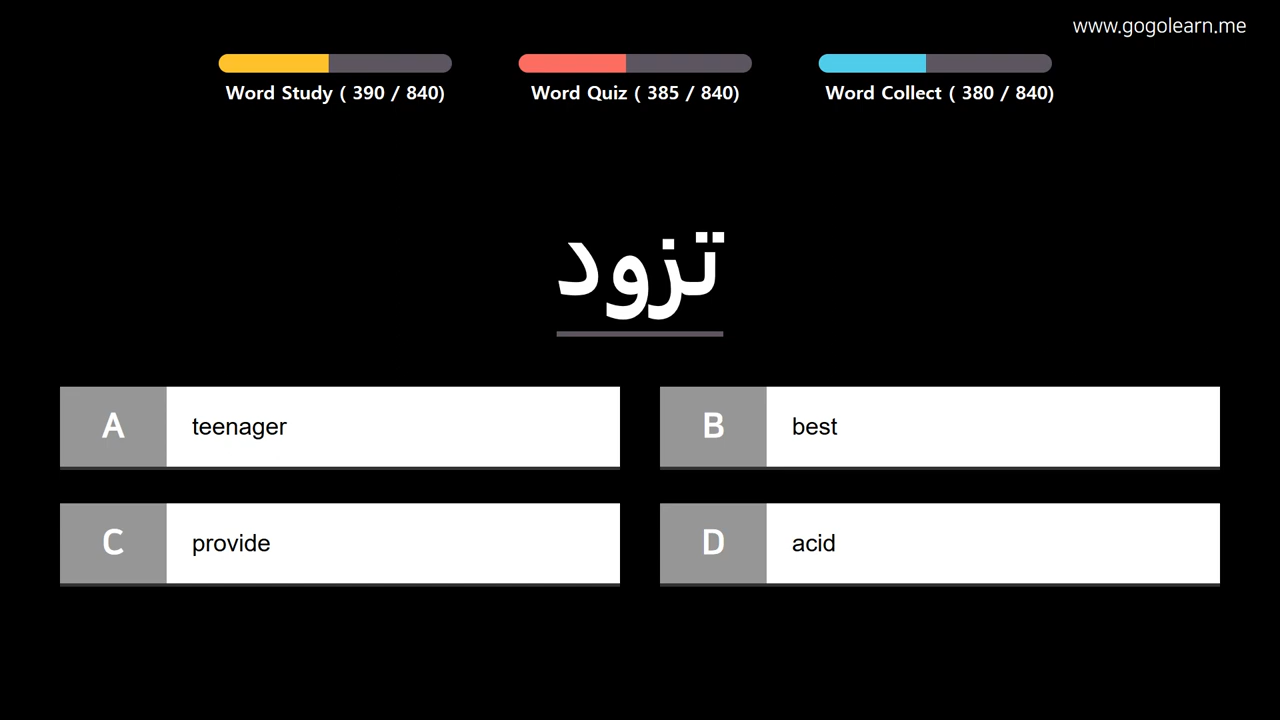 www.gogolearn.me
Word Study ( 390 / 840)
Word Quiz ( 385 / 840)
Word Collect ( 380 / 840)
تزود
A teenager
B best
C provide
D acid